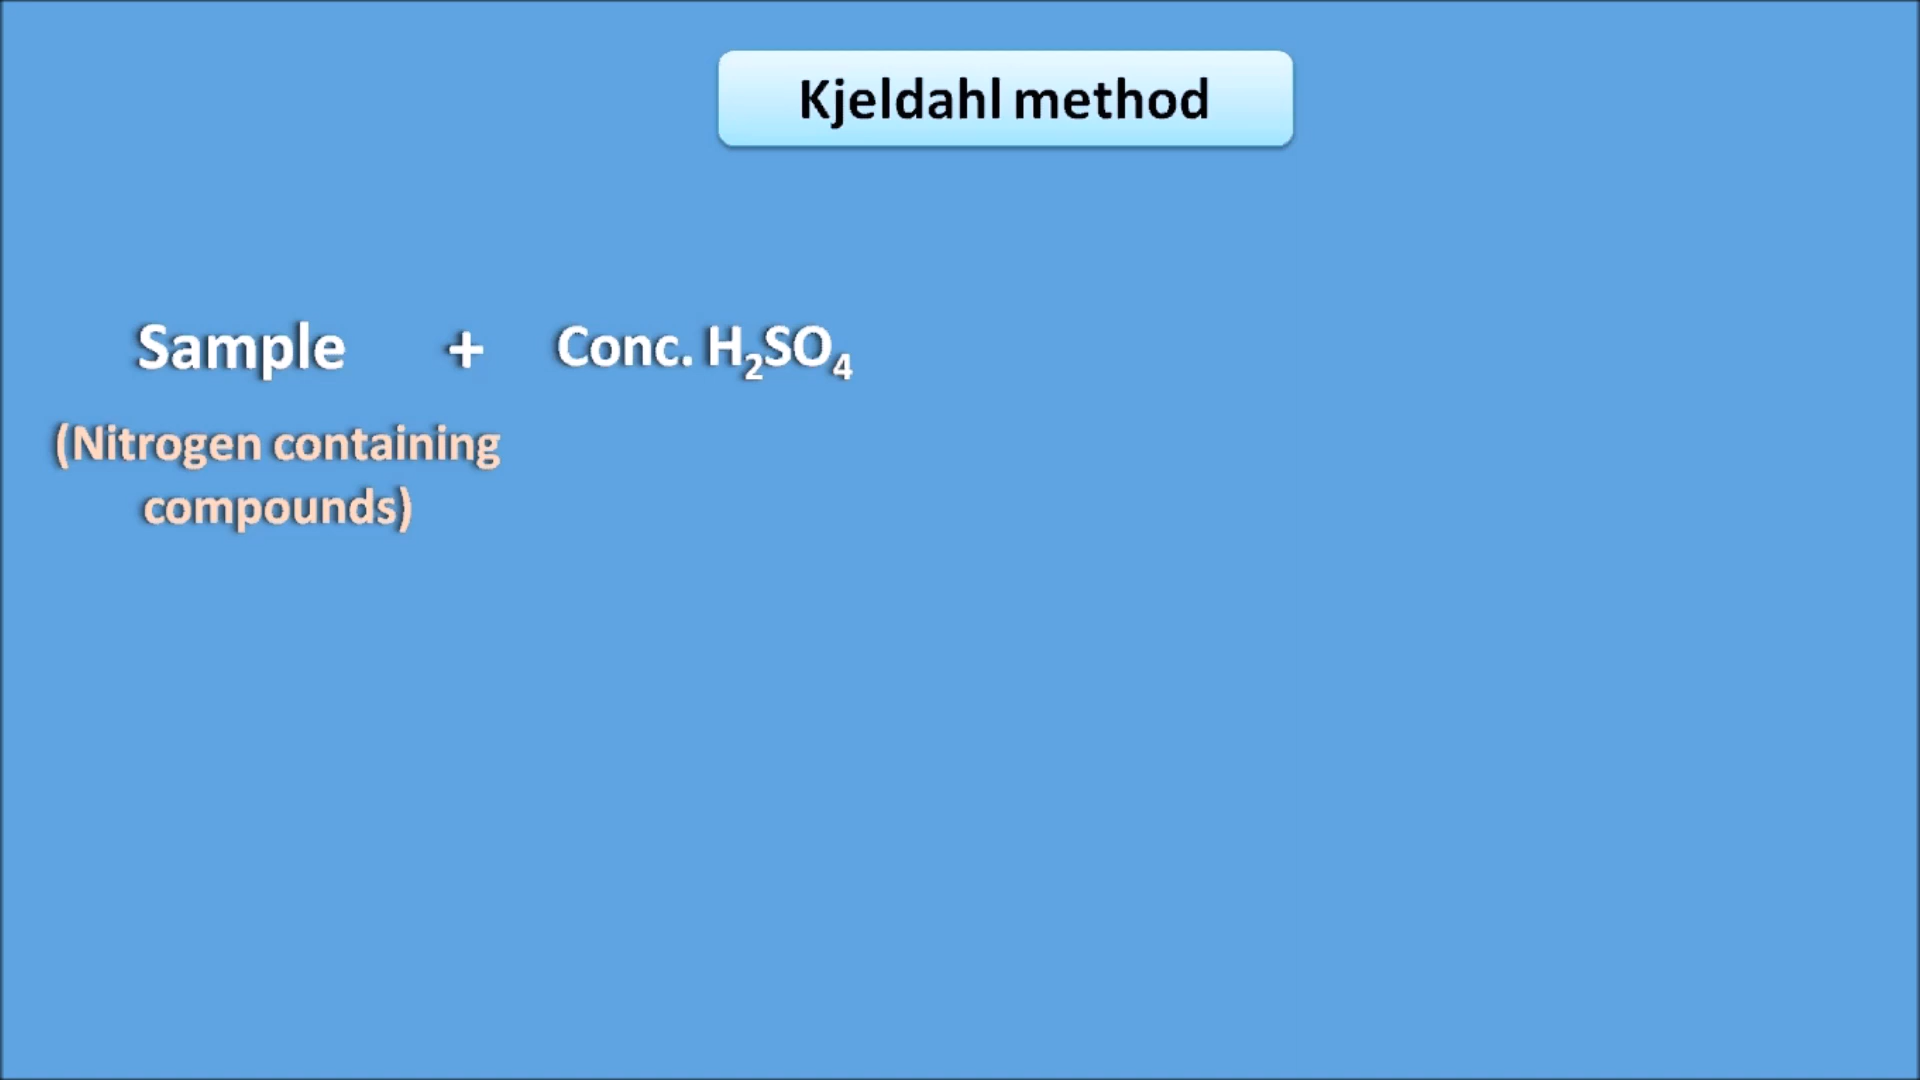 Kjeldahl method
Sample + Conc. H₂SO₄
(Nitrogen containing
compounds)